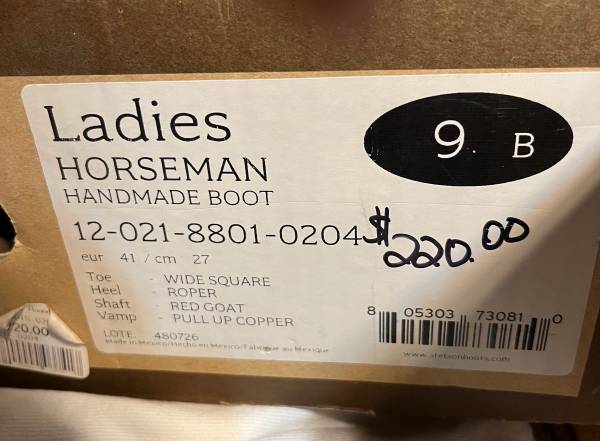 Ladies
HORSEMAN
HANDMADE BOOT
9 B
12-021-8801-0204
$220.00
eur 41 / cm 27
Toe - WIDE SQUARE
Heel - ROPER
Shaft - RED GOAT
Vamp - PULL UP COPPER
LOTE. 480726
Made in Mexico/Hecho en Mexico/Fabriqué au Mexique
8 05303 73081 0
www.stetsonboots.com
20.00
0204